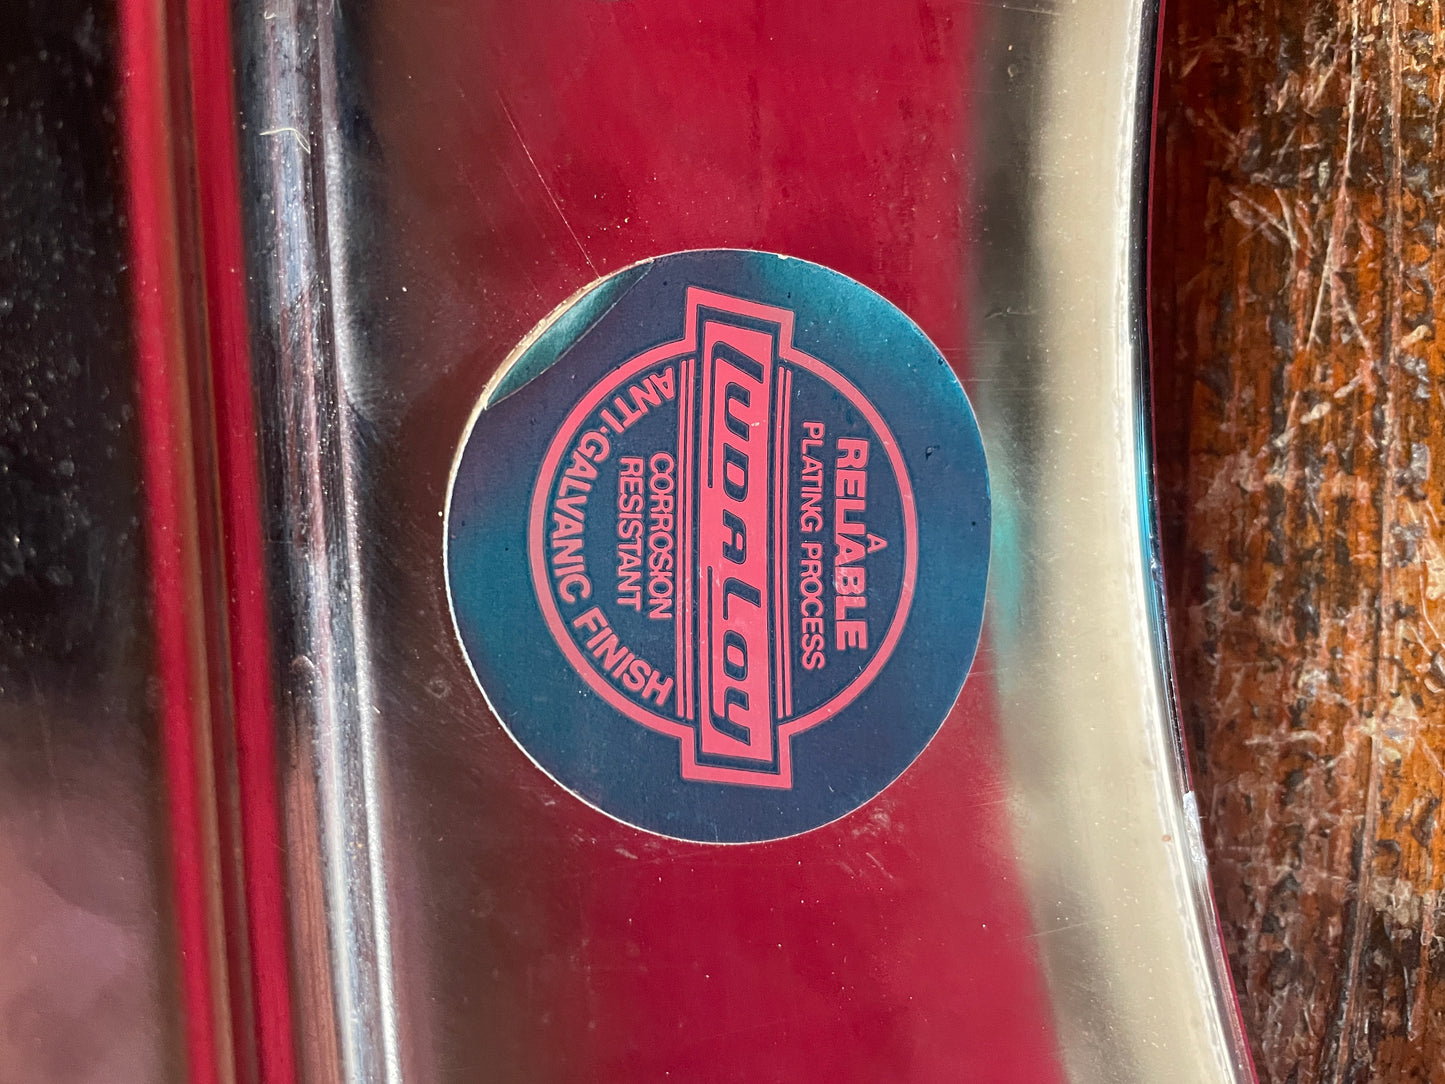 A
RELIABLE
PLATING PROCESS
LUDALOY
CORROSION
RESISTANT
ANTI·GALVANIC FINISH